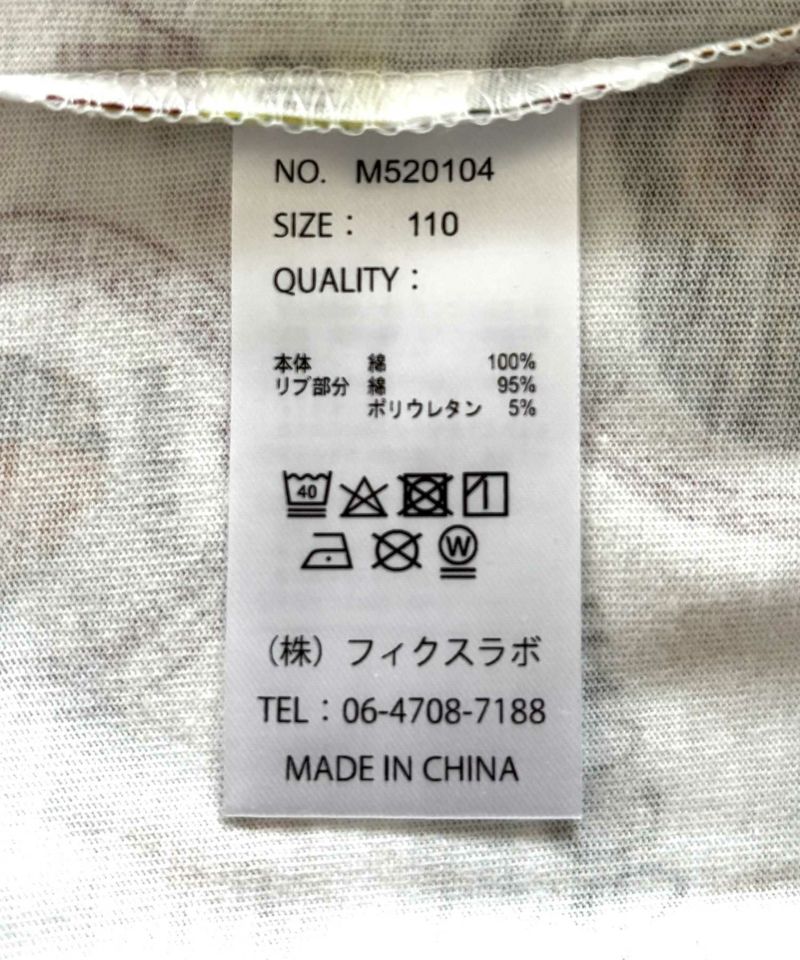 NO. M520104
SIZE： 110
QUALITY：
本体 綿 100%
リブ部分 綿 95%
ポリウレタン 5%
40
W
（株）フィクスラボ
TEL：06-4708-7188
MADE IN CHINA